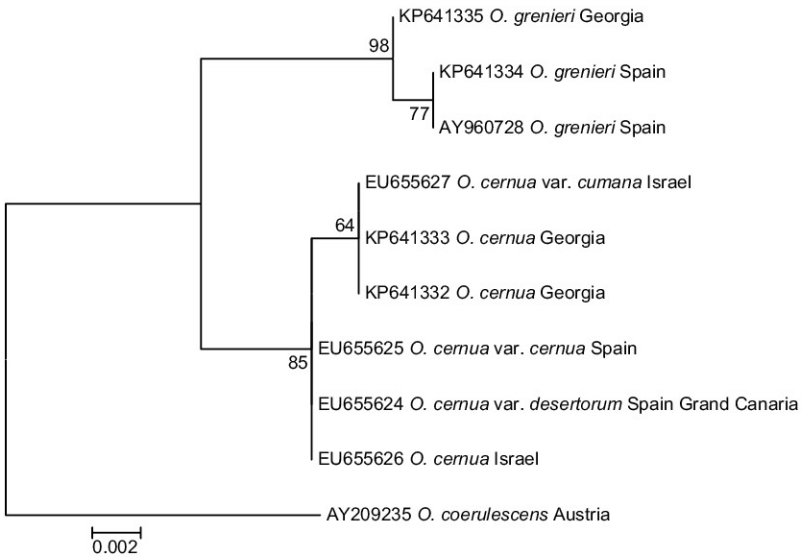 KP641335 O. grenieri Georgia
98
KP641334 O. grenieri Spain
77
AY960728 O. grenieri Spain
EU655627 O. cernua var. cumana Israel
64
KP641333 O. cernua Georgia
KP641332 O. cernua Georgia
EU655625 O. cernua var. cernua Spain
85
EU655624 O. cernua var. desertorum Spain Grand Canaria
EU655626 O. cernua Israel
AY209235 O. coerulescens Austria
0.002